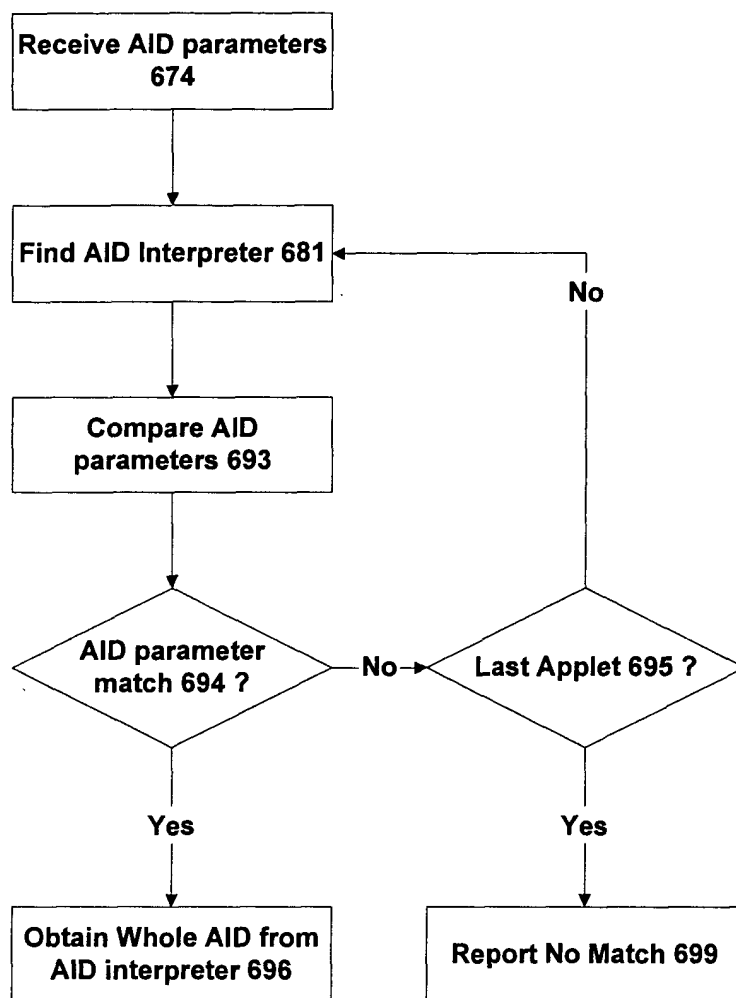 Receive AID parameters
674
Find AID Interpreter 681
No
Compare AID
parameters 693
AID parameter
match 694 ?
No
Last Applet 695 ?
Yes
Yes
Obtain Whole AID from
AID interpreter 696
Report No Match 699